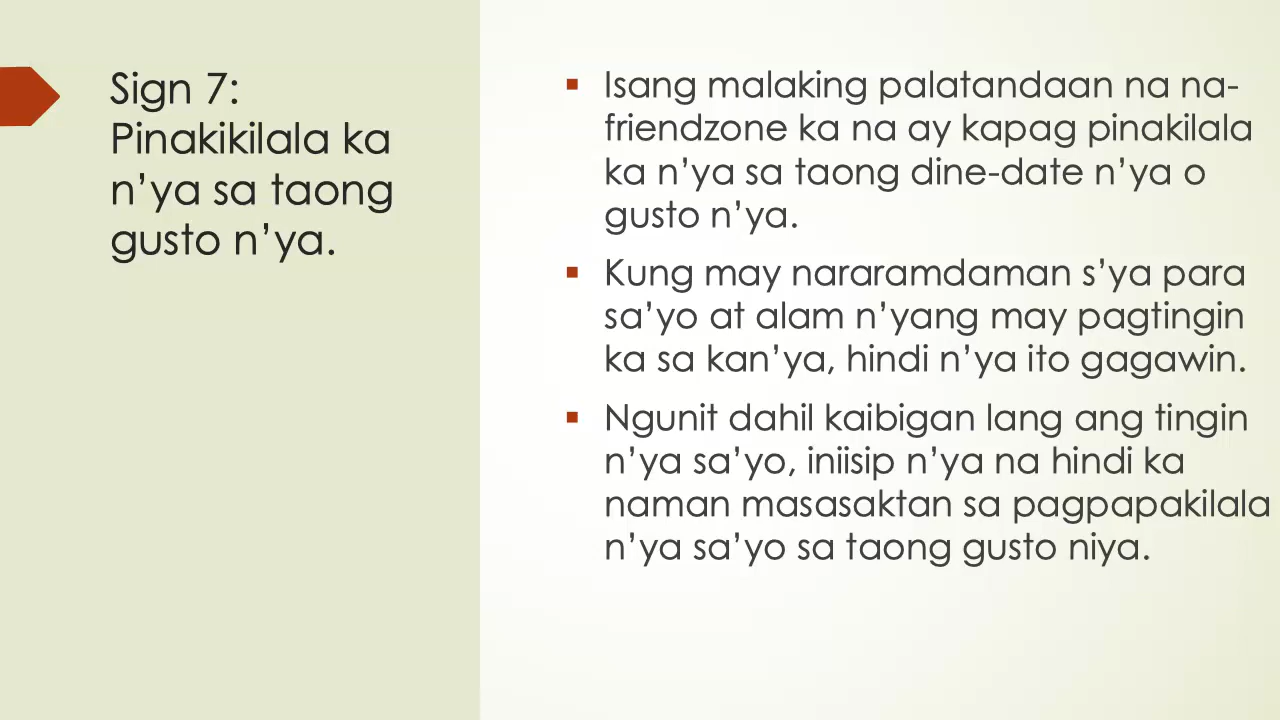 Sign 7:
Pinakikilala ka
n’ya sa taong
gusto n’ya.
▪ Isang malaking palatandaan na na-
friendzone ka na ay kapag pinakilala
ka n’ya sa taong dine-date n’ya o
gusto n’ya.
▪ Kung may nararamdaman s’ya para
sa’yo at alam n’yang may pagtingin
ka sa kan’ya, hindi n’ya ito gagawin.
▪ Ngunit dahil kaibigan lang ang tingin
n’ya sa’yo, iniisip n’ya na hindi ka
naman masasaktan sa pagpapakilala
n’ya sa’yo sa taong gusto niya.